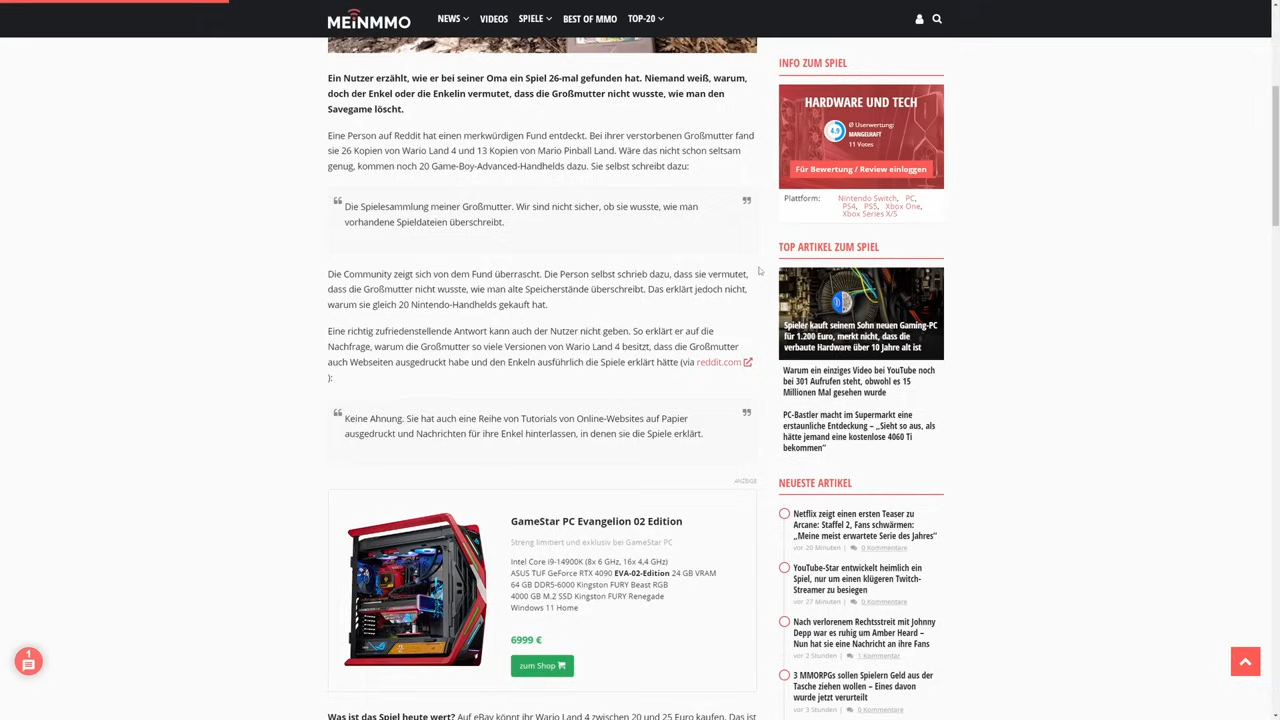 MEINMMO
NEWS VIDEOS SPIELE BEST OF MMO TOP-20
Ein Nutzer erzählt, wie er bei seiner Oma ein Spiel 26-mal gefunden hat. Niemand weiß, warum,
doch der Enkel oder die Enkelin vermutet, dass die Großmutter nicht wusste, wie man den
Savegame löscht.
Eine Person auf Reddit hat einen merkwürdigen Fund entdeckt. Bei ihrer verstorbenen Großmutter fand
sie 26 Kopien von Wario Land 4 und 13 Kopien von Mario Pinball Land. Wäre das nicht schon seltsam
genug, kommen noch 20 Game-Boy-Advanced-Handhelds dazu. Sie selbst schreibt dazu:
Die Spielesammlung meiner Großmutter. Wir sind nicht sicher, ob sie wusste, wie man
vorhandene Spieldateien überschreibt.
Die Community zeigt sich von dem Fund überrascht. Die Person selbst schrieb dazu, dass sie vermutet,
dass die Großmutter nicht wusste, wie man alte Speicherstände überschreibt. Das erklärt jedoch nicht,
warum sie gleich 20 Nintendo-Handhelds gekauft hat.
Eine richtig zufriedenstellende Antwort kann auch der Nutzer nicht geben. So erklärt er auf die
Nachfrage, warum die Großmutter so viele Versionen von Wario Land 4 besitzt, dass die Großmutter
auch Webseiten ausgedruckt habe und den Enkeln ausführlich die Spiele erklärt hätte (via reddit.com
):
Keine Ahnung. Sie hat auch eine Reihe von Tutorials von Online-Websites auf Papier
ausgedruckt und Nachrichten für ihre Enkel hinterlassen, in denen sie die Spiele erklärt.
ANZEIGE
GameStar PC Evangelion 02 Edition
Streng limitiert und exklusiv bei GameStar PC
Intel Core i9-14900K (8x 6 GHz, 16x 4,4 GHz)
ASUS TUF GeForce RTX 4090 EVA-02-Edition 24 GB VRAM
64 GB DDR5-6000 Kingston FURY Beast RGB
4000 GB M.2 SSD Kingston FURY Renegade
Windows 11 Home
6999 €
zum Shop
Was ist das Spiel heute wert? Auf eBay könnt ihr Wario Land 4 zwischen 20 und 25 Euro kaufen. Das ist
INFO ZUM SPIEL
HARDWARE UND TECH
4.9
Ø Userwertung:
MANGELHAFT
11 Votes
Für Bewertung / Review einloggen
Plattform: Nintendo Switch, PC,
PS4, PS5, Xbox One,
Xbox Series X/S
TOP ARTIKEL ZUM SPIEL
Spieler kauft seinem Sohn neuen Gaming-PC
für 1.200 Euro, merkt nicht, dass die
verbaute Hardware über 10 Jahre alt ist
Warum ein einziges Video bei YouTube noch
bei 301 Aufrufen steht, obwohl es 15
Millionen Mal gesehen wurde
PC-Bastler macht im Supermarkt eine
erstaunliche Entdeckung – „Sieht so aus, als
hätte jemand eine kostenlose 4060 Ti
bekommen“
NEUESTE ARTIKEL
Netflix zeigt einen ersten Teaser zu
Arcane: Staffel 2, Fans schwärmen:
„Meine meist erwartete Serie des Jahres“
vor 20 Minuten | 0 Kommentare
YouTube-Star entwickelt heimlich ein
Spiel, nur um einen klügeren Twitch-
Streamer zu besiegen
vor 27 Minuten | 0 Kommentare
Nach verlorenem Rechtsstreit mit Johnny
Depp war es ruhig um Amber Heard –
Nun hat sie eine Nachricht an ihre Fans
vor 2 Stunden | 1 Kommentar
3 MMORPGs sollen Spielern Geld aus der
Tasche ziehen wollen – Eines davon
wurde jetzt verurteilt
vor 3 Stunden | 0 Kommentare
1